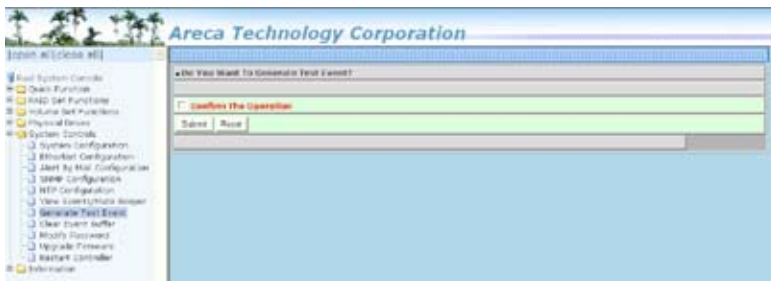 Areca Technology Corporation
[open all|close all]
Raid System Console
Quick Function
RAID Set Functions
Volume Set Functions
Physical Drives
System Controls
System Configuration
EtherNet Configuration
Alert By Mail Configuration
SNMP Configuration
NTP Configuration
View Events/Mute Beeper
Generate Test Event
Clear Event Buffer
Modify Password
Upgrade Firmware
Restart Controller
Information
Do You Want To Generate Test Event?
Confirm The Operation
Submit Reset